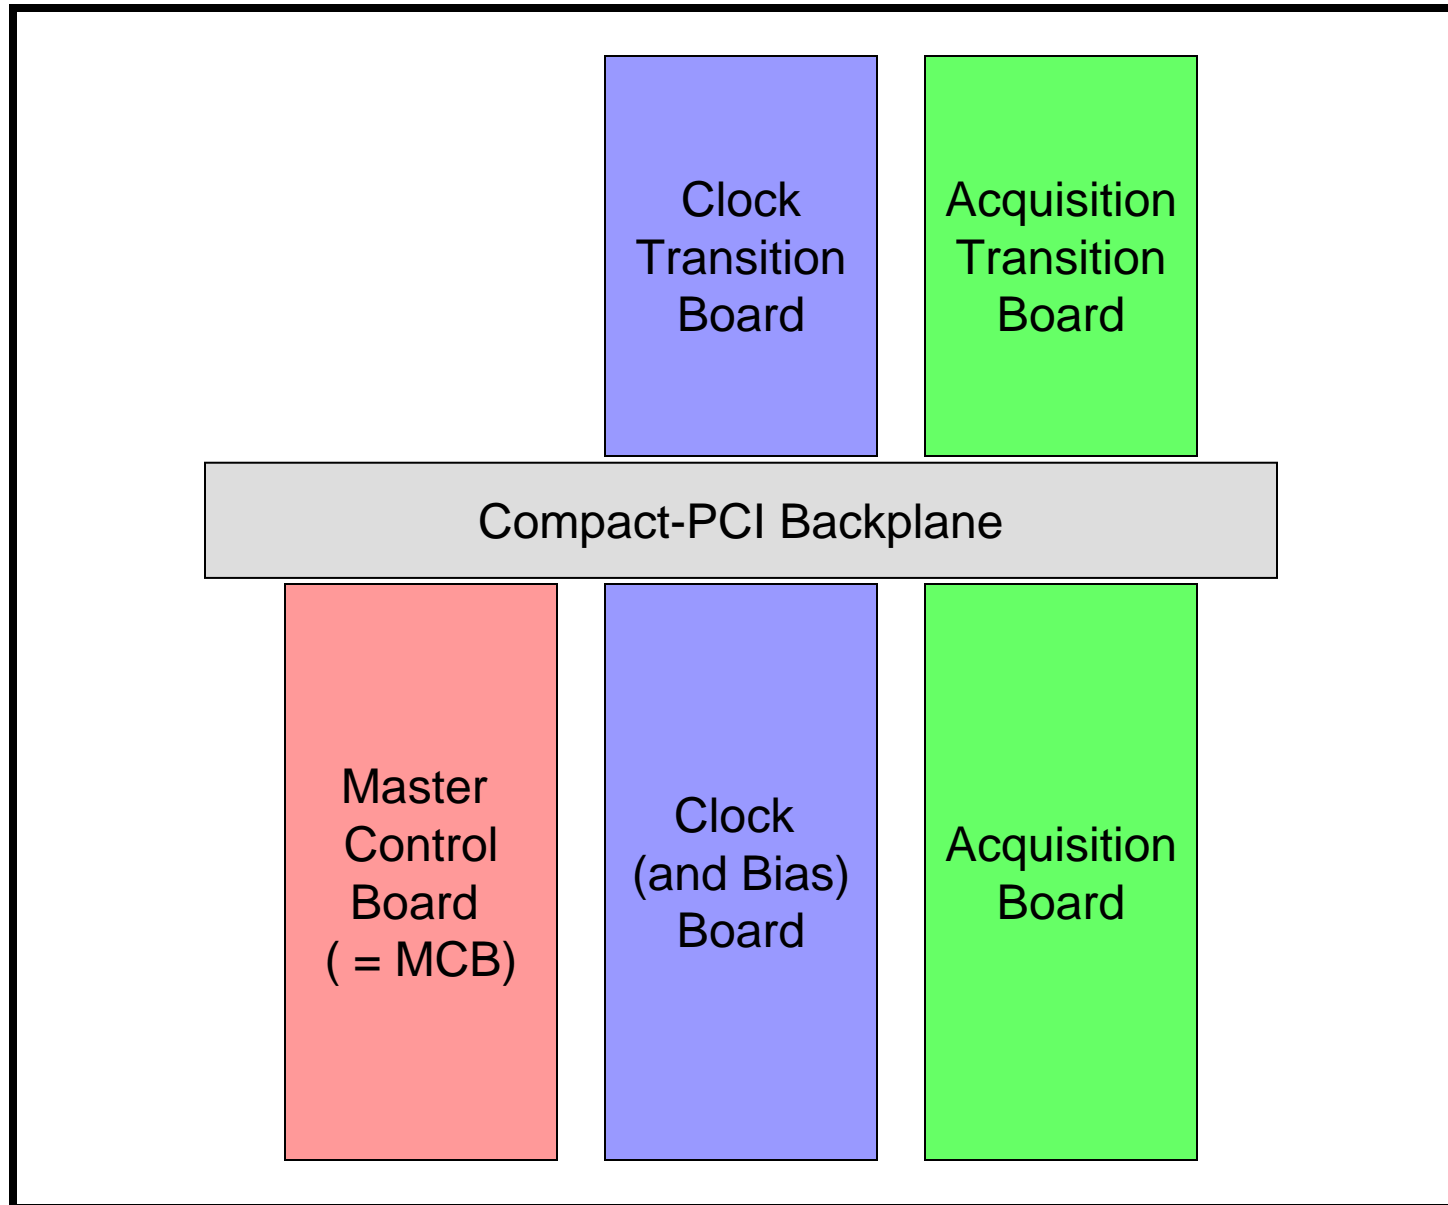 Clock
Transition
Board
Acquisition
Transition
Board
Compact-PCI Backplane
Master
Control
Board
( = MCB)
Clock
(and Bias)
Board
Acquisition
Board